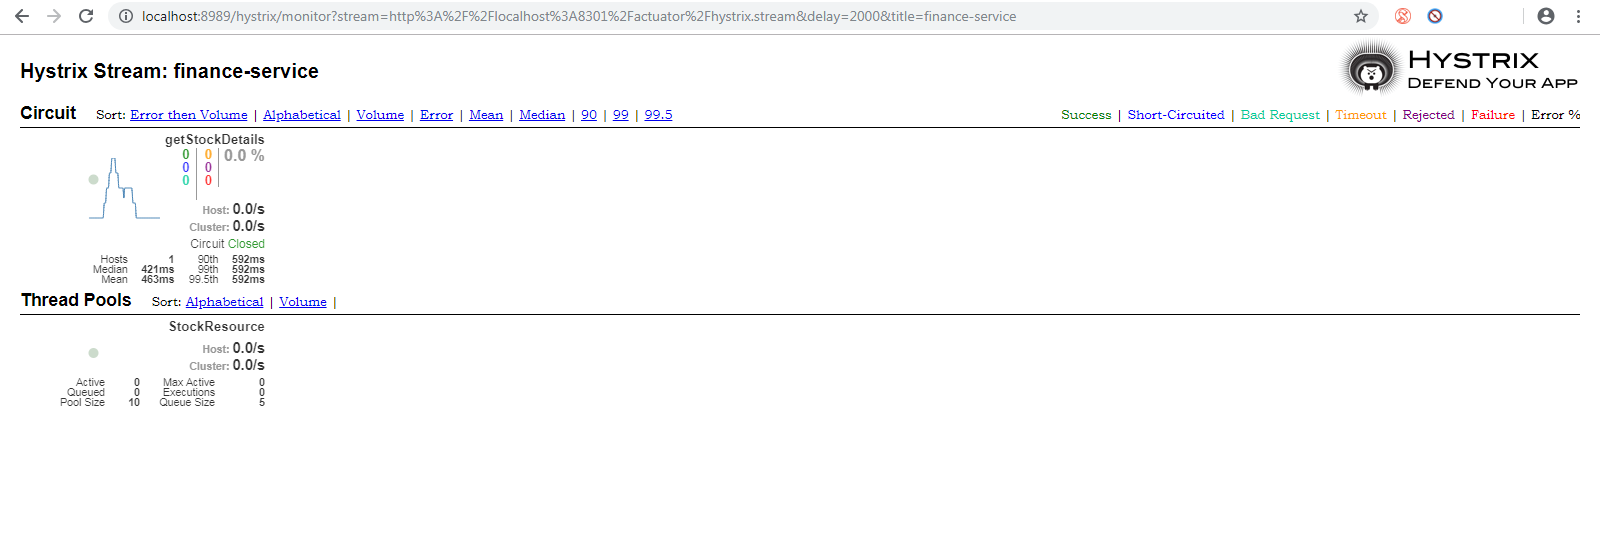 localhost:8989/hystrix/monitor?stream=http%3A%2F%2Flocalhost%3A8301%2Factuator%2Fhystrix.stream&delay=2000&title=finance-service
HYSTRIX
DEFEND YOUR APP
Hystrix Stream: finance-service
Circuit Sort: Error then Volume | Alphabetical | Volume | Error | Mean | Median | 90 | 99 | 99.5 Success | Short-Circuited | Bad Request | Timeout | Rejected | Failure | Error %
getStockDetails
0 0 0.0 %
0 0
0 0
Host: 0.0/s
Cluster: 0.0/s
Circuit Closed
Hosts 1 90th 592ms
Median 421ms 99th 592ms
Mean 463ms 99.5th 592ms
Thread Pools Sort: Alphabetical | Volume |
StockResource
Host: 0.0/s
Cluster: 0.0/s
Active 0 Max Active 0
Queued 0 Executions 0
Pool Size 10 Queue Size 5